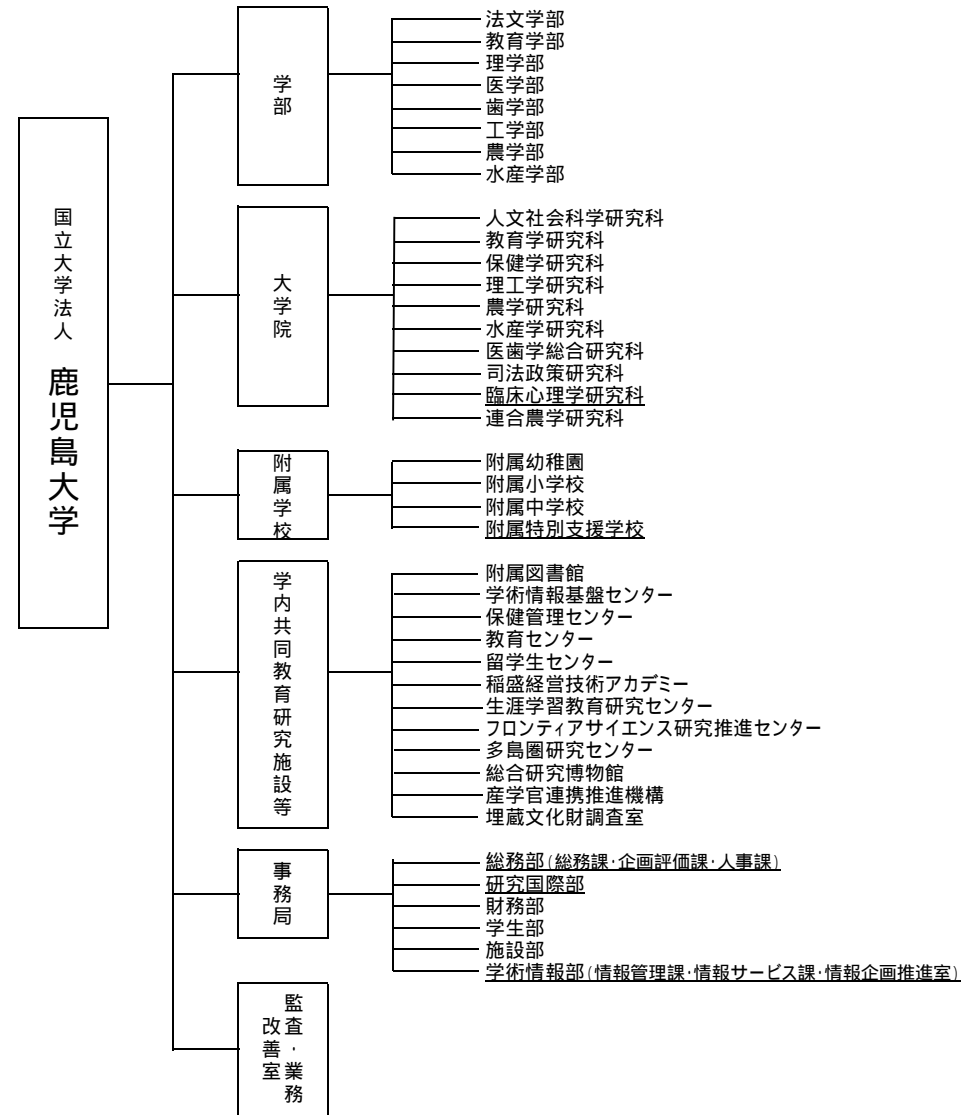 国立大学法人 鹿児島大学
学部
法文学部
教育学部
理学部
医学部
歯学部
工学部
農学部
水産学部
大学院
人文社会科学研究科
教育学研究科
保健学研究科
理工学研究科
農学研究科
水産学研究科
医歯学総合研究科
司法政策研究科
臨床心理学研究科
連合農学研究科
附属学校
附属幼稚園
附属小学校
附属中学校
附属特別支援学校
学内共同教育研究施設等
附属図書館
学術情報基盤センター
保健管理センター
教育センター
留学生センター
稲盛経営技術アカデミー
生涯学習教育研究センター
フロンティアサイエンス研究推進センター
多島圏研究センター
総合研究博物館
産学官連携推進機構
埋蔵文化財調査室
事務局
総務部(総務課・企画評価課・人事課)
研究国際部
財務部
学生部
施設部
学術情報部(情報管理課・情報サービス課・情報企画推進室)
監査・業務
改善室